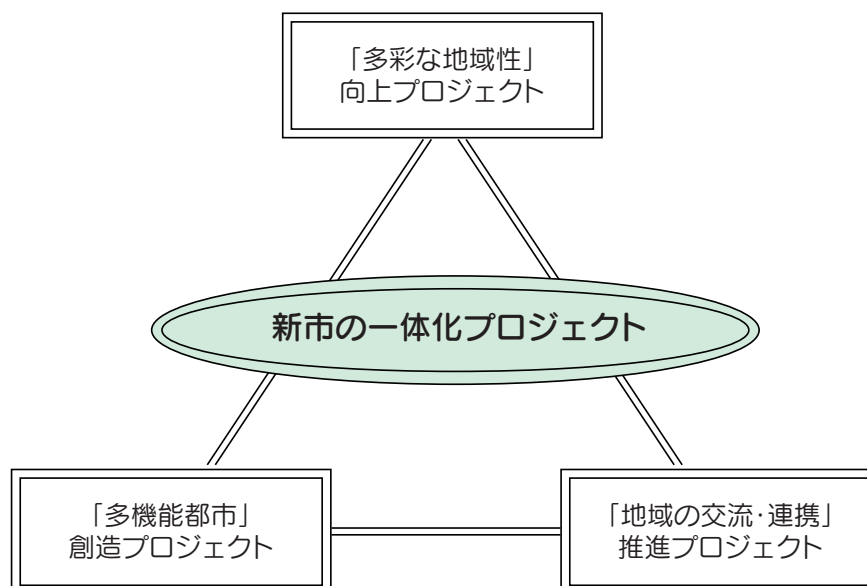 「多彩な地域性」
向上プロジェクト
新市の一体化プロジェクト
「多機能都市」
創造プロジェクト
「地域の交流・連携」
推進プロジェクト